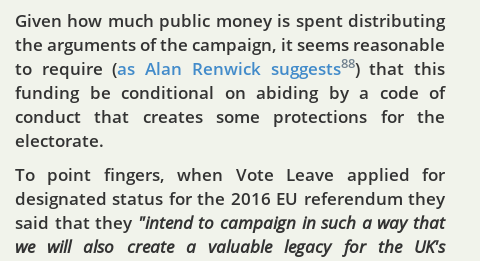 Given how much public money is spent distributing
the arguments of the campaign, it seems reasonable
to require (as Alan Renwick suggests88) that this
funding be conditional on abiding by a code of
conduct that creates some protections for the
electorate.
To point fingers, when Vote Leave applied for
designated status for the 2016 EU referendum they
said that they "intend to campaign in such a way that
we will also create a valuable legacy for the UK's